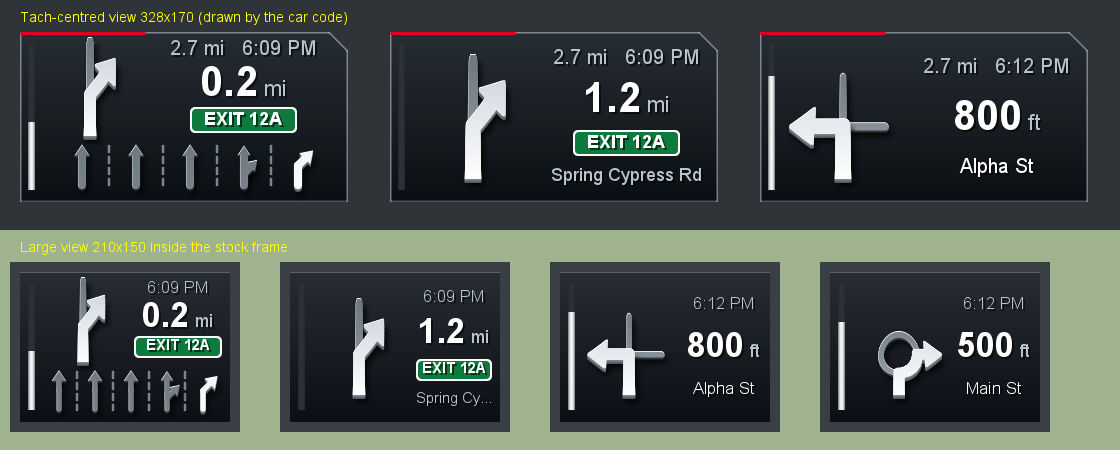 Tach-centred view 328x170 (drawn by the car code)
2.7 mi 6:09 PM
0.2 mi
EXIT 12A
2.7 mi 6:09 PM
1.2 mi
EXIT 12A
Spring Cypress Rd
2.7 mi 6:12 PM
800 ft
Alpha St
Large view 210x150 inside the stock frame
6:09 PM
0.2 mi
EXIT 12A
6:09 PM
1.2 mi
EXIT 12A
Spring Cy...
6:12 PM
800 ft
Alpha St
6:12 PM
500 ft
Main St